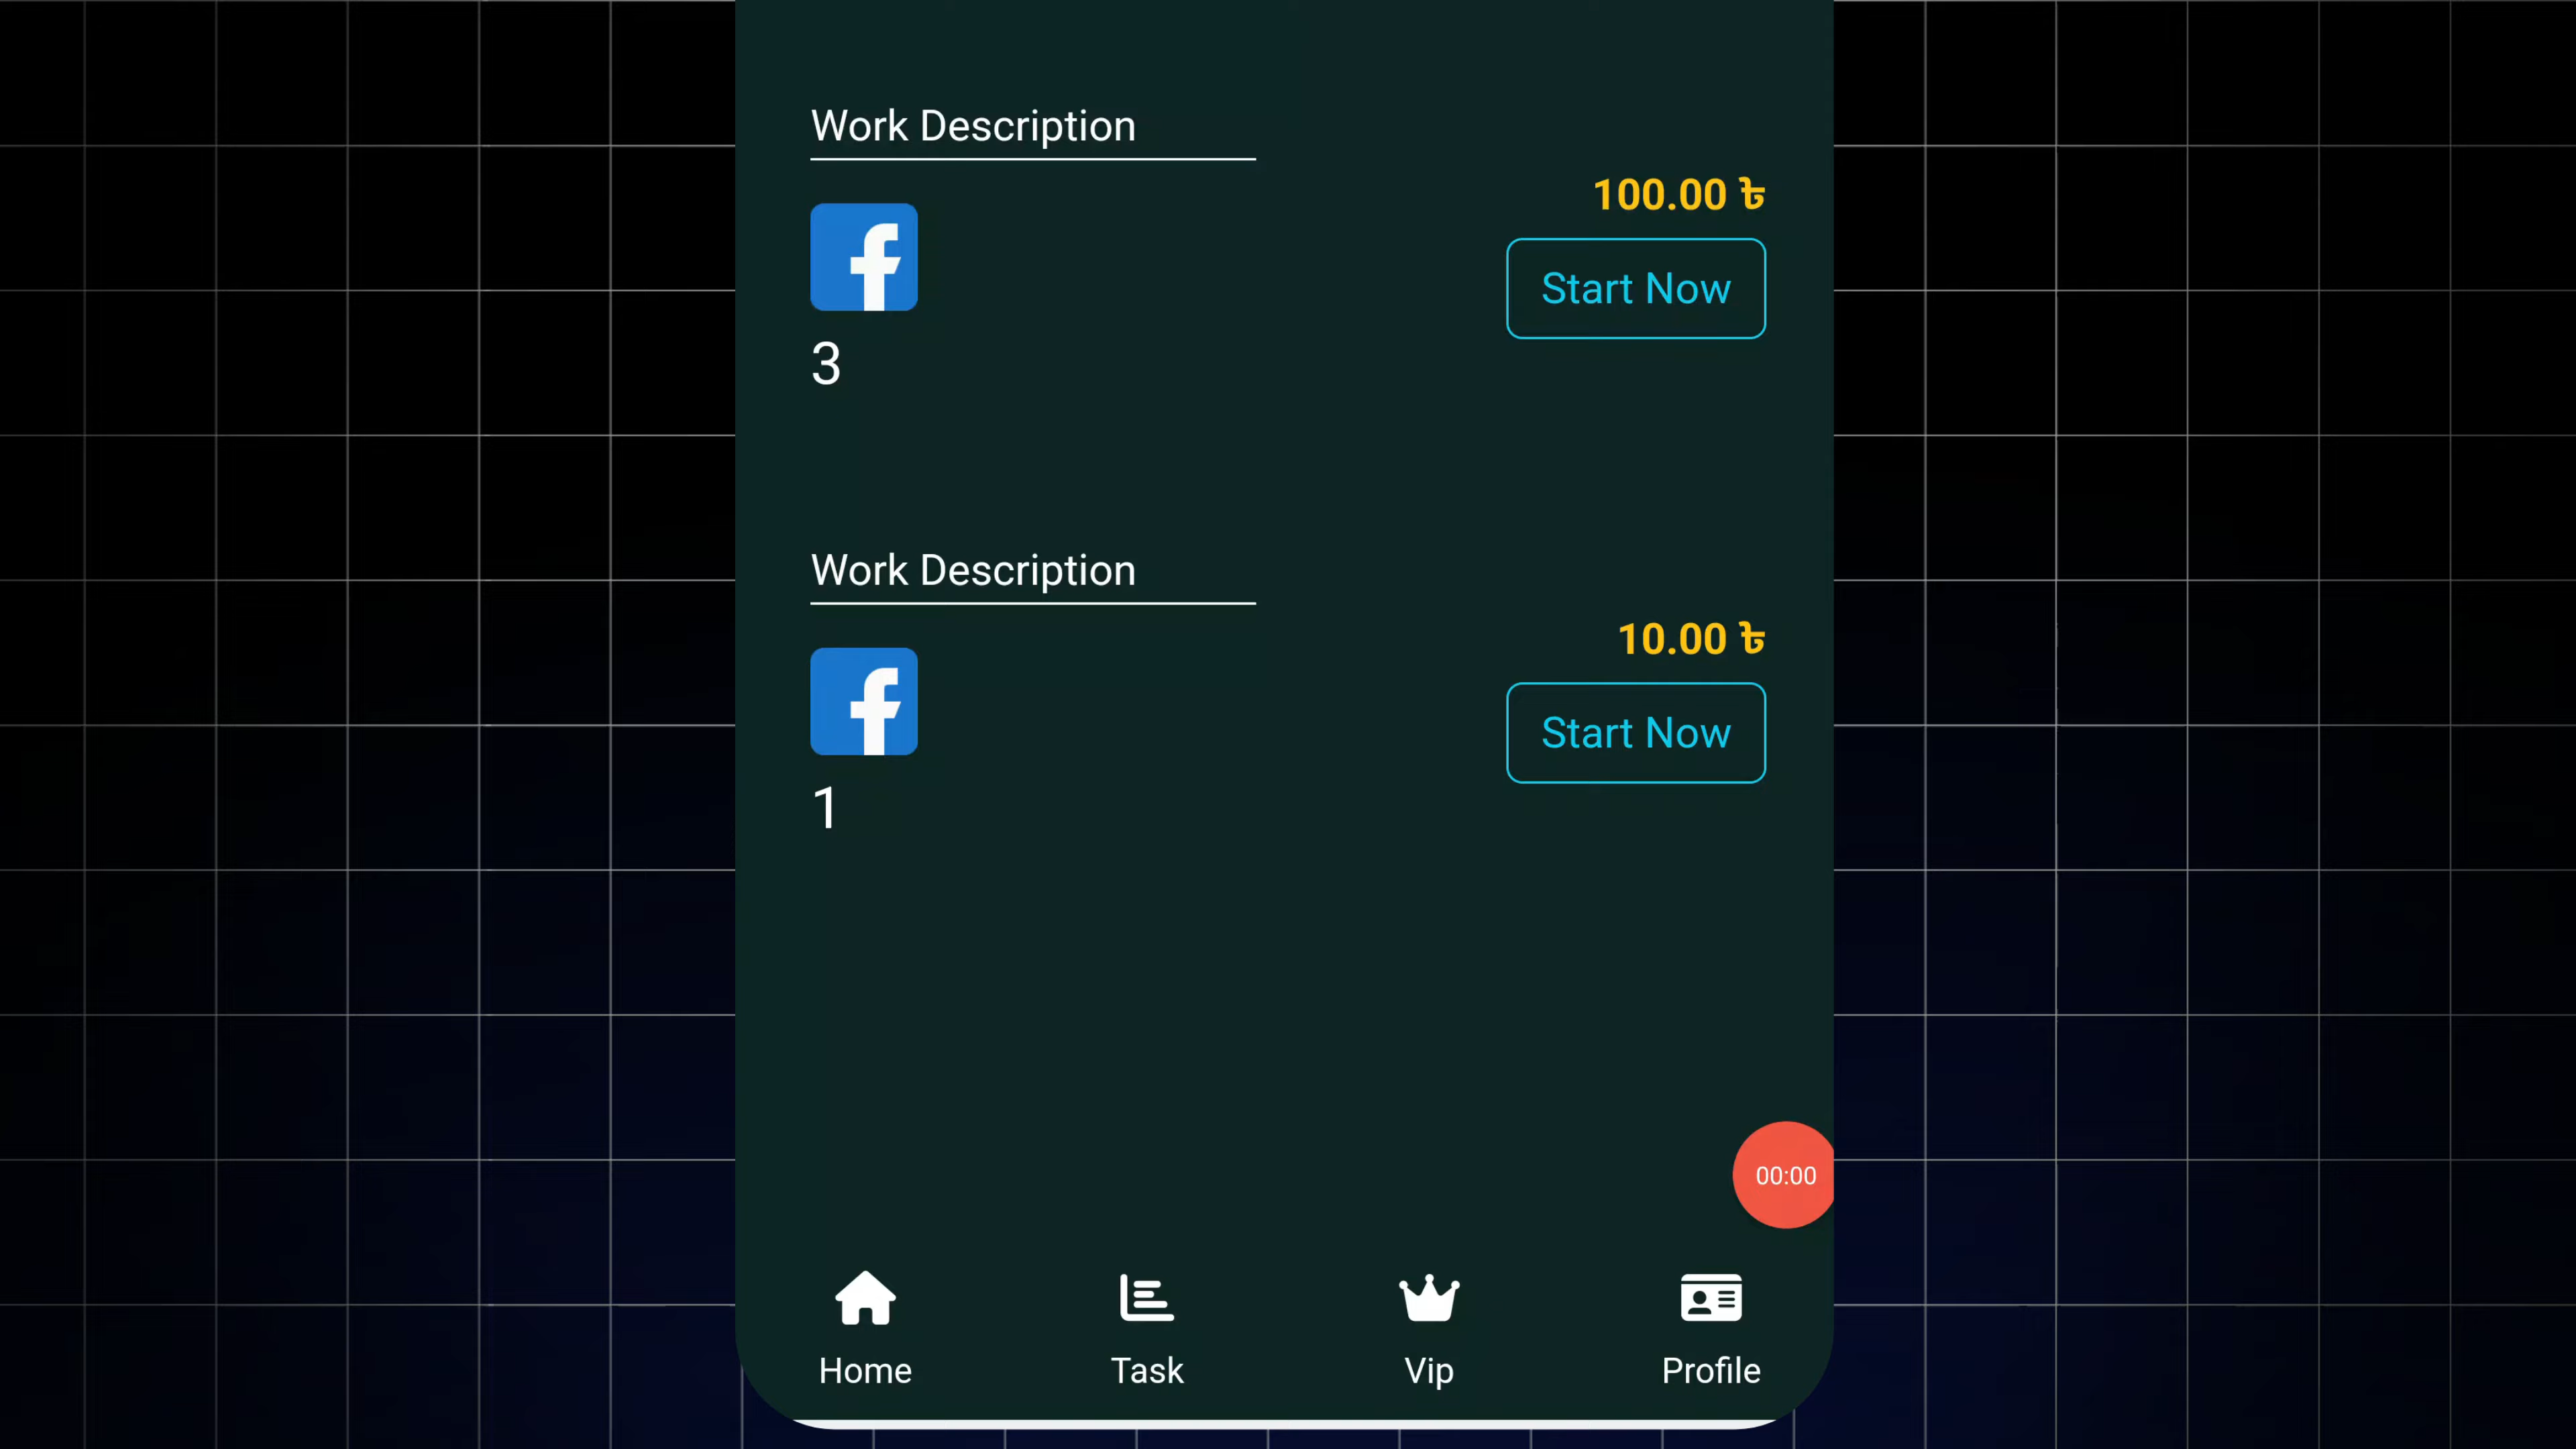 Work Description
100.00 ৳
Start Now
3
Work Description
10.00 ৳
Start Now
1
00:00
Home
Task
Vip
Profile